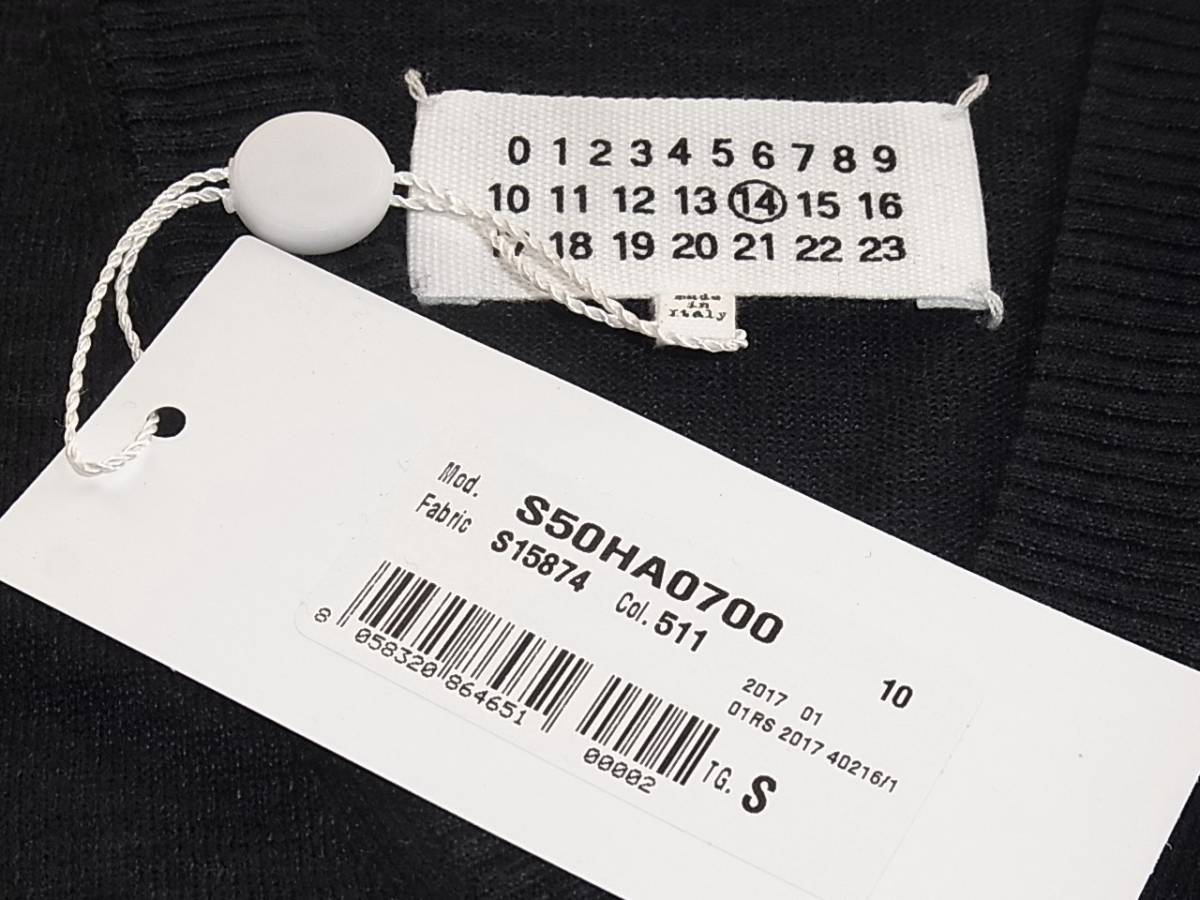 0 1 2 3 4 5 6 7 8 9
10 11 12 13 14 15 16
17 18 19 20 21 22 23
made
in
Italy
Mod. S50HA0700
Fabric S15874 Col. 511
8 058320 864651
00002
2017 01 10
01RS 2017 40216/1
TG. S